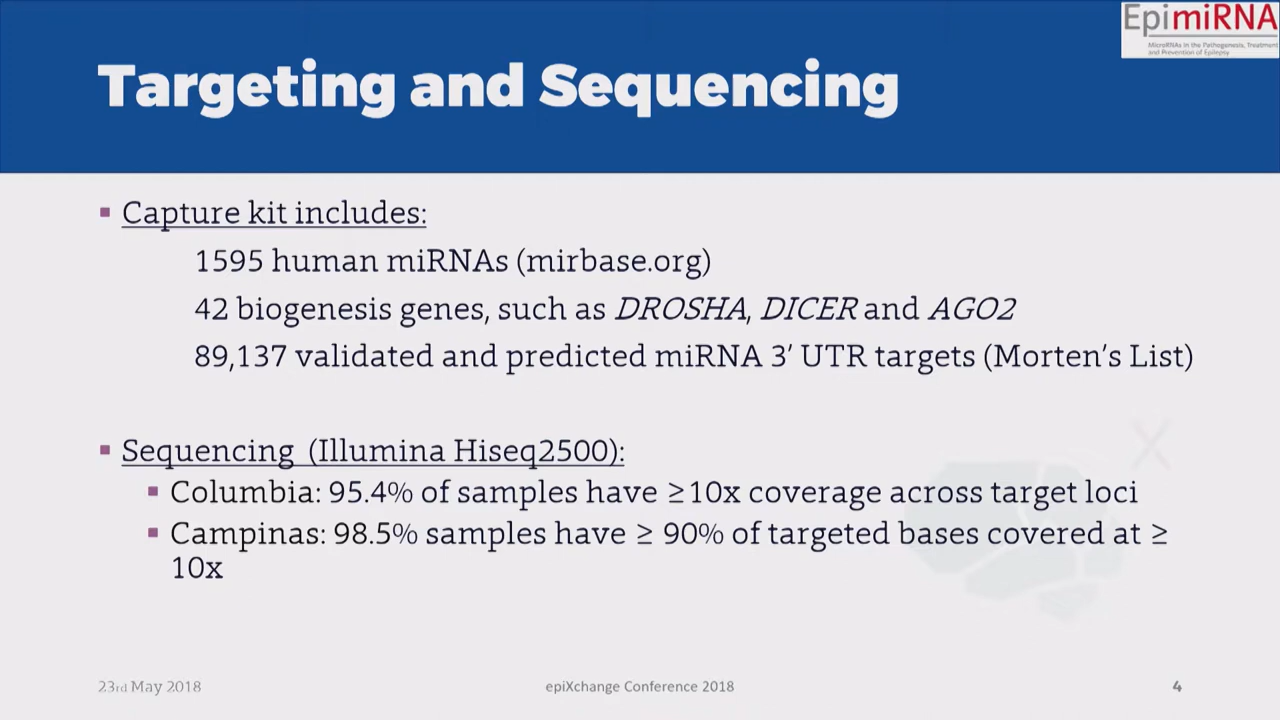 EpimiRNA
MicroRNAs in the Pathogenesis, Treatment
and Prevention of Epilepsy
Targeting and Sequencing
Capture kit includes:
1595 human miRNAs (mirbase.org)
42 biogenesis genes, such as DROSHA, DICER and AGO2
89,137 validated and predicted miRNA 3’ UTR targets (Morten’s List)
Sequencing (Illumina Hiseq2500):
Columbia: 95.4% of samples have ≥10x coverage across target loci
Campinas: 98.5% samples have ≥ 90% of targeted bases covered at ≥
10x
23rd May 2018
epiXchange Conference 2018
4